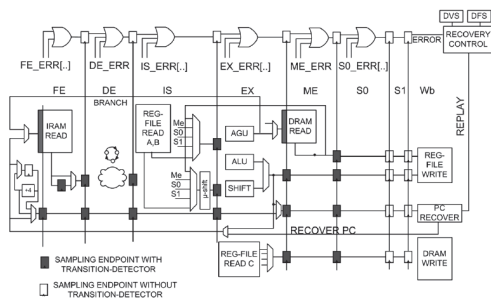 DVS DFS
ERROR
RECOVERY
CONTROL
FE_ERR[..] DE_ERR IS_ERR[..] EX_ERR[..] ME_ERR S0_ERR[..]
FE DE IS EX ME S0 S1 Wb
BRANCH
REPLAY
IRAM
READ
REG-
FILE
READ
A,B
Me
S0
S1
AGU
DRAM
READ
ALU
SHIFT
Me
S0
S1
μ-shift
REG-
FILE
WRITE
PC
RECOVER
RECOVER PC
REG-FILE
READ C
DRAM
WRITE
SAMPLING ENDPOINT WITH
TRANSITION-DETECTOR
SAMPLING ENDPOINT WITHOUT
TRANSITION-DETECTOR